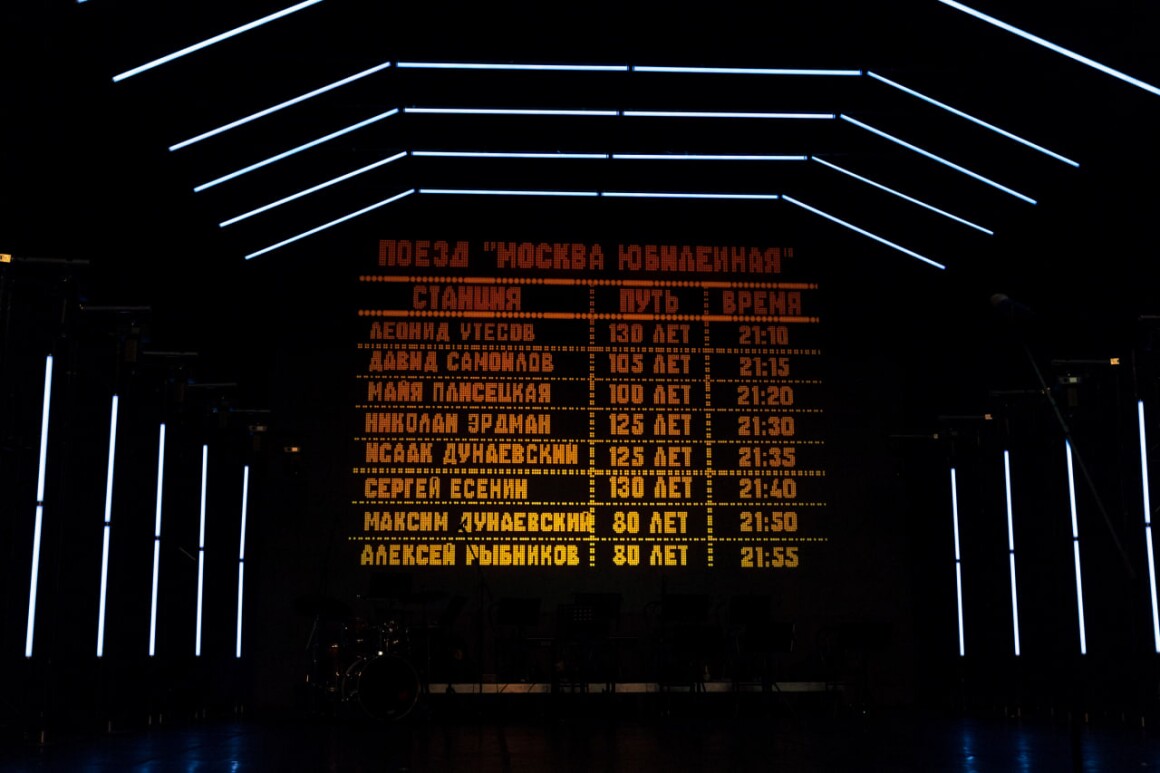 ПОЕЗД "МОСКВА ЮБИЛЕЙНАЯ"
СТАНЦИЯ ПУТЬ ВРЕМЯ
ЛЕОНИД УТЕСОВ 130 ЛЕТ 21:10
ДАВИД САМОЙЛОВ 105 ЛЕТ 21:15
МАЙЯ ПЛИСЕЦКАЯ 100 ЛЕТ 21:20
НИКОЛАЙ ЭРДМАН 125 ЛЕТ 21:30
ИСААК ДУНАЕВСКИЙ 125 ЛЕТ 21:35
СЕРГЕЙ ЕСЕНИН 130 ЛЕТ 21:40
МАКСИМ ДУНАЕВСКИЙ 80 ЛЕТ 21:50
АЛЕКСЕЙ РЫБНИКОВ 80 ЛЕТ 21:55